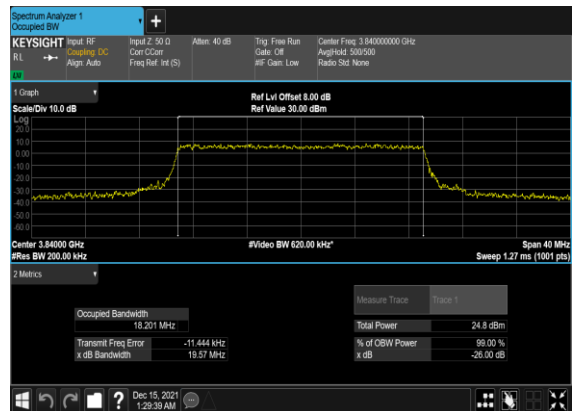 Spectrum Analyzer 1
Occupied BW
KEYSIGHT
R L
LW
Input: RF
Coupling: DC
Align: Auto
Input Z: 50 Ω
Corr CCorr
Freq Ref: Int (S)
Atten: 40 dB
Trig: Free Run
Gate: Off
#IF Gain: Low
Center Freq: 3.840000000 GHz
Avg|Hold: 500/500
Radio Std: None
1 Graph
Scale/Div 10.0 dB
Ref Lvl Offset 8.00 dB
Ref Value 30.00 dBm
Log
20.0
10.0
0.00
-10.0
-20.0
-30.0
-40.0
-50.0
-60.0
Center 3.84000 GHz
#Res BW 200.00 kHz
#Video BW 620.00 kHz*
Span 40 MHz
Sweep 1.27 ms (1001 pts)
2 Metrics
Measure Trace Trace 1
Occupied Bandwidth
18.201 MHz
Total Power 24.8 dBm
Transmit Freq Error -11.444 kHz
% of OBW Power 99.00 %
x dB Bandwidth 19.57 MHz
x dB -26.00 dB
Dec 15, 2021
1:29:39 AM